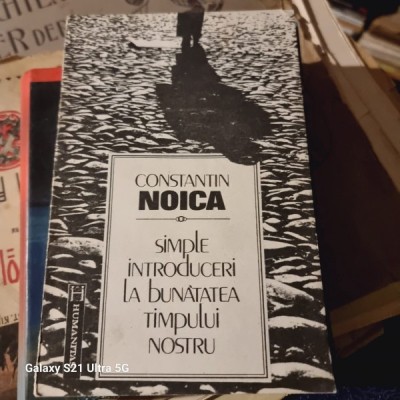 CONSTANTIN
NOICA
simple
introduceri
la bunătatea
timpului
nostru
HUMANITAS
Galaxy S21 Ultra 5G